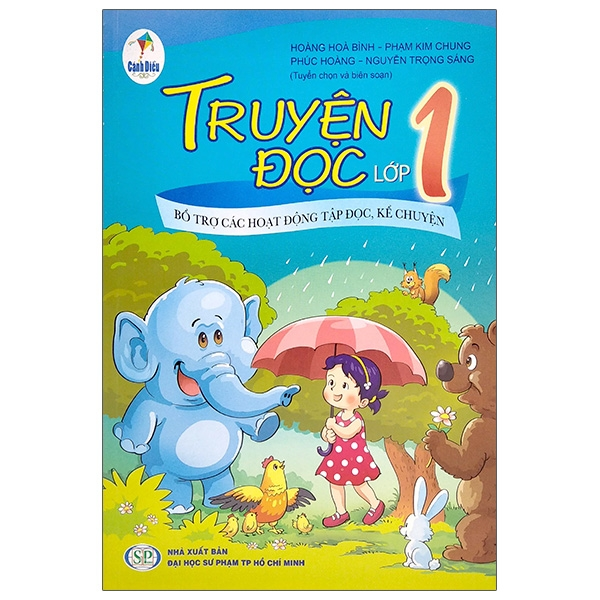 Cánh Diều
HOÀNG HOÀ BÌNH - PHẠM KIM CHUNG
PHÚC HOÀNG - NGUYỄN TRỌNG SÁNG
(Tuyển chọn và biên soạn)
TRUYỆN
ĐỌC LỚP 1
BỔ TRỢ CÁC HOẠT ĐỘNG TẬP ĐỌC, KỂ CHUYỆN
SP
NHÀ XUẤT BẢN
ĐẠI HỌC SƯ PHẠM TP HỒ CHÍ MINH